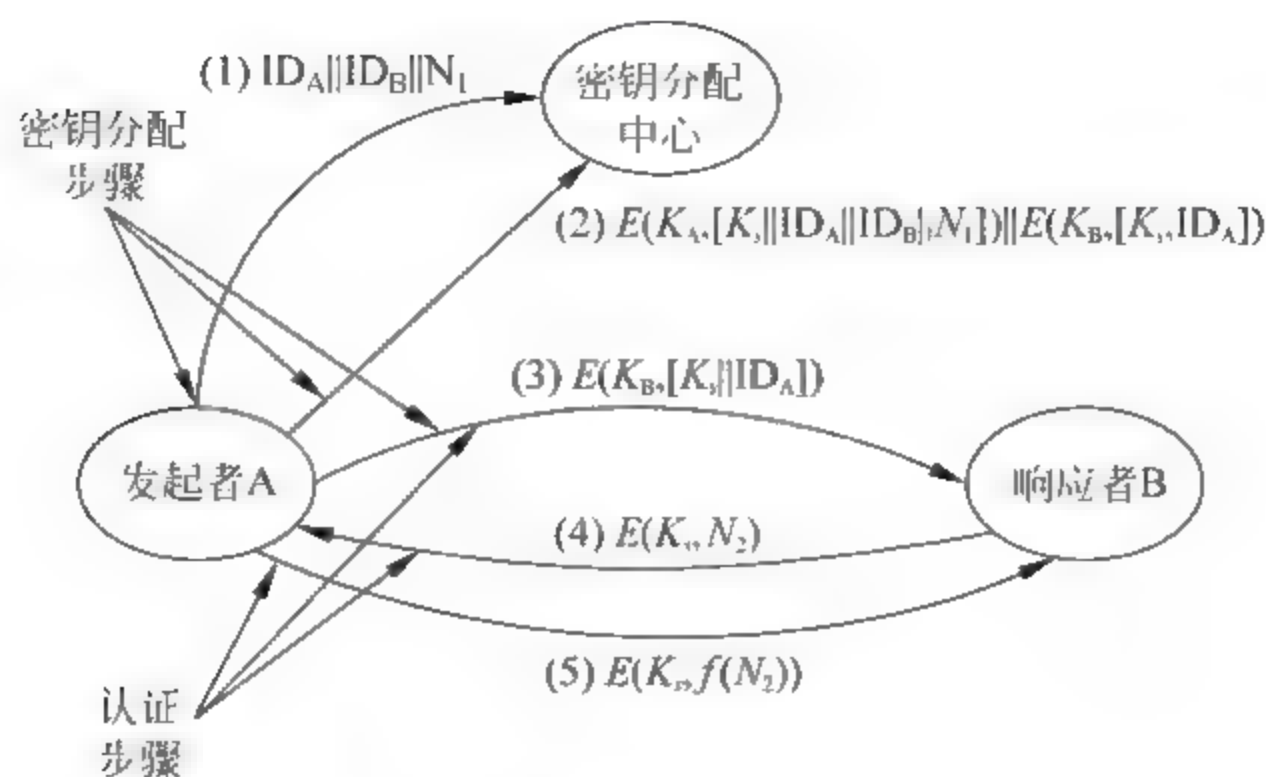 (1) ID_A||ID_B||N_1
密钥分配
中心
密钥分配
步骤
(2) E(K_A,[K_s||ID_A||ID_B||N_1])||E(K_B,[K_s,ID_A])
(3) E(K_B,[K_s||ID_A])
发起者A
响应者B
(4) E(K_s,N_2)
(5) E(K_s,f(N_2))
认证
步骤